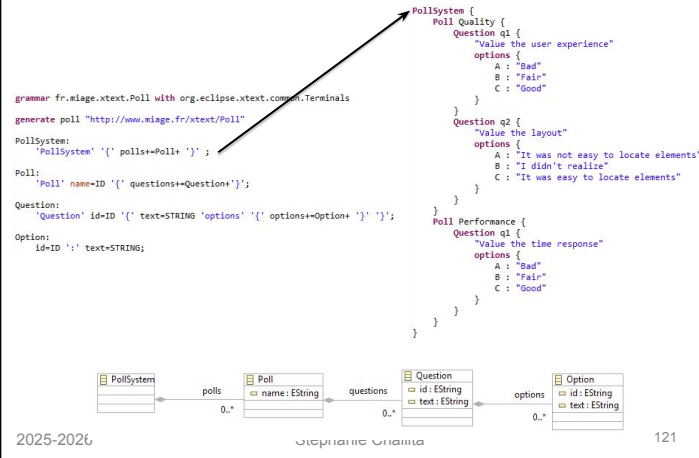 grammar fr.miage.xtext.Poll with org.eclipse.xtext.common.Terminals
generate poll "http://www.miage.fr/xtext/Poll"
PollSystem:
'PollSystem' '{' polls+=Poll+ '}' ;
Poll:
'Poll' name=ID '{' questions+=Question+'}';
Question:
'Question' id=ID '{' text=STRING 'options' '{' options+=Option+ '}' '}';
Option:
id=ID ':' text=STRING;
PollSystem {
Poll Quality {
Question q1 {
"Value the user experience"
options {
A : "Bad"
B : "Fair"
C : "Good"
}
}
Question q2 {
"Value the layout"
options {
A : "It was not easy to locate elements"
B : "I didn't realize"
C : "It was easy to locate elements"
}
}
}
Poll Performance {
Question q1 {
"Value the time response"
options {
A : "Bad"
B : "Fair"
C : "Good"
}
}
}
}
PollSystem
polls
0..*
Poll
name : EString
questions
0..*
Question
id : EString
text : EString
options
0..*
Option
id : EString
text : EString
2025-2026
121